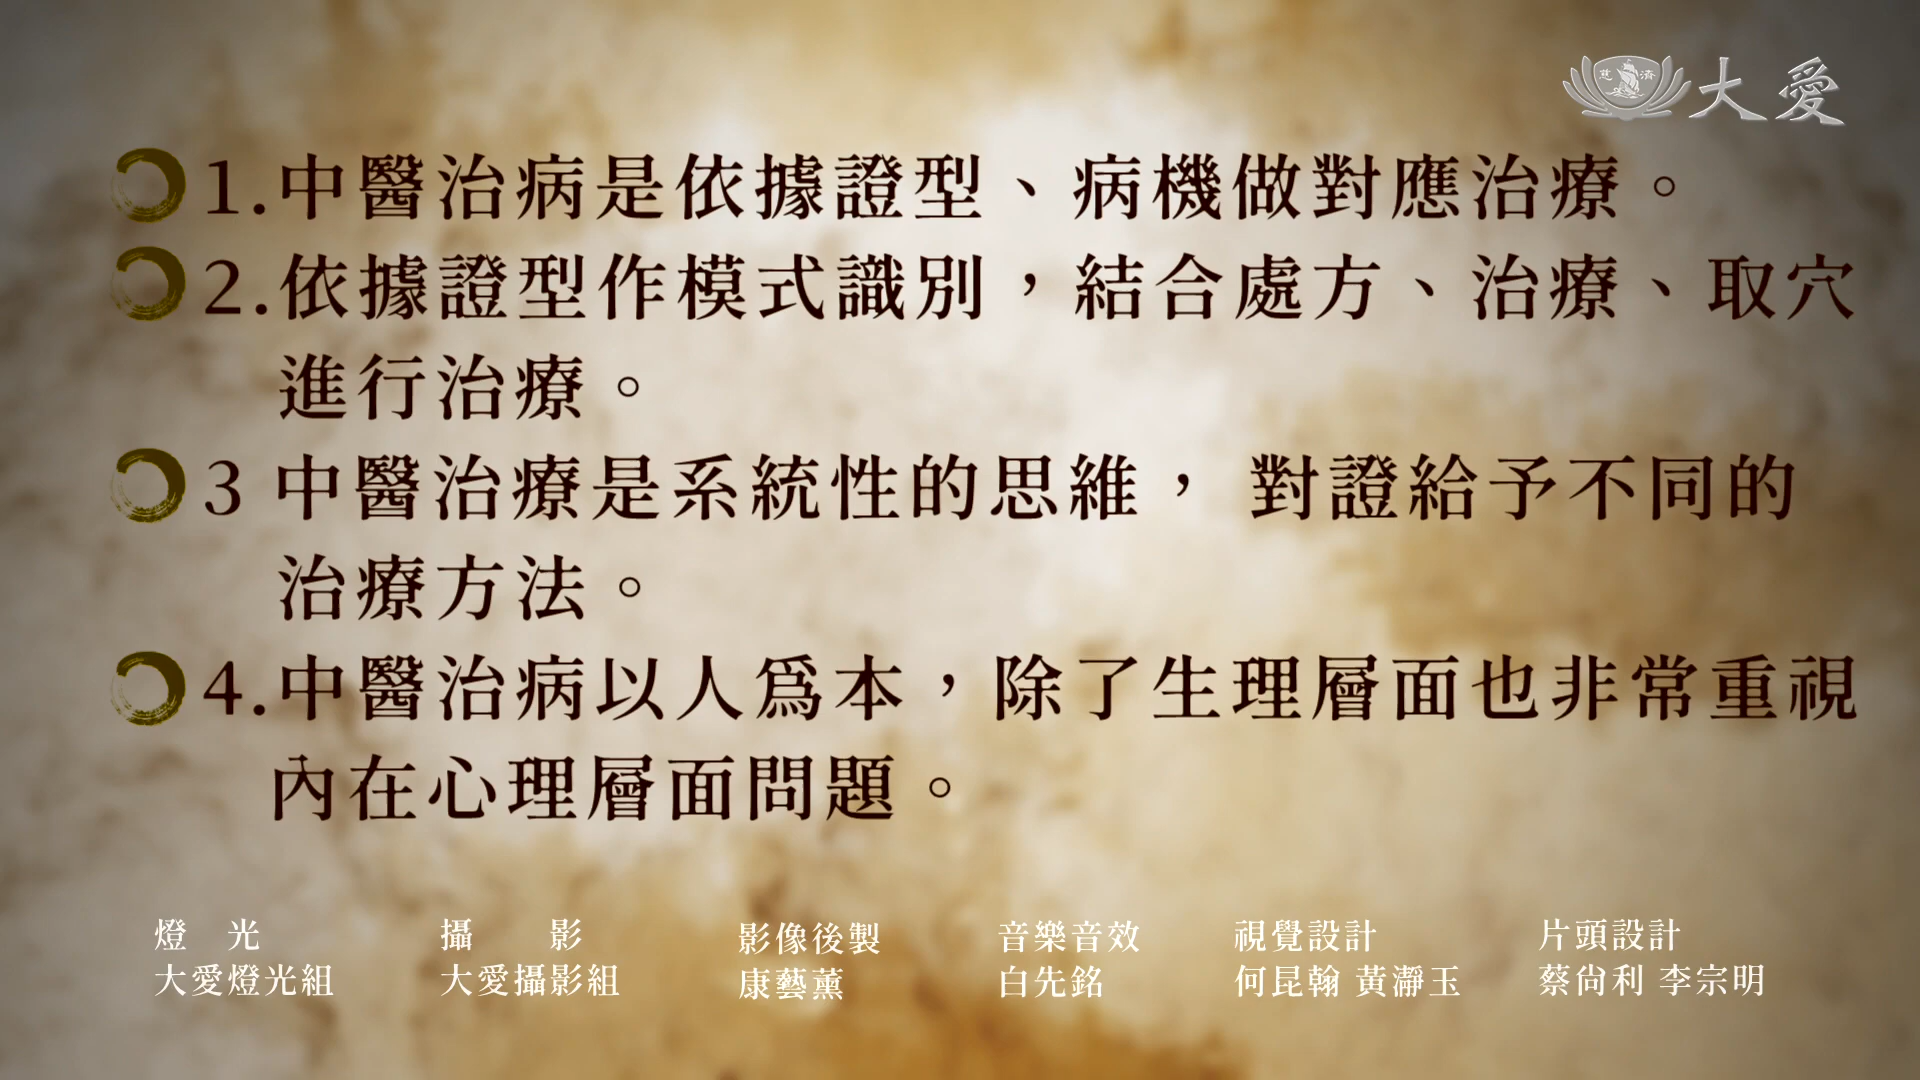 慈濟 大愛
1.中醫治病是依據證型、病機做對應治療。
2.依據證型作模式識別，結合處方、治療、取穴
進行治療。
3 中醫治療是系統性的思維， 對證給予不同的
治療方法。
4.中醫治病以人爲本，除了生理層面也非常重視
內在心理層面問題。
燈　光 攝　　影 影像後製 音樂音效 視覺設計 片頭設計
大愛燈光組 大愛攝影組 康藝薰 白先銘 何昆翰 黃瀞玉 蔡尙利 李宗明